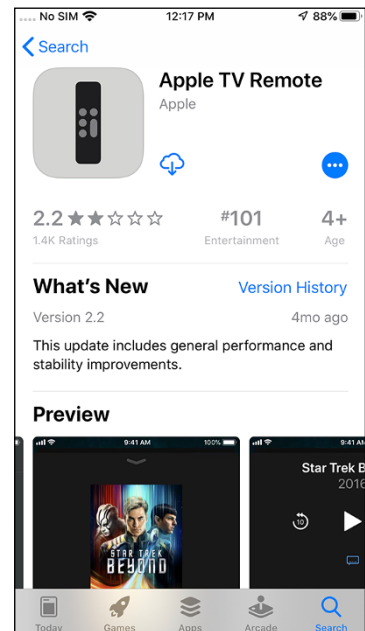 No SIM 12:17 PM 88%
Search
Apple TV Remote
Apple
2.2 #101 4+
1.4K Ratings Entertainment Age
What's New Version History
Version 2.2 4mo ago
This update includes general performance and
stability improvements.
Preview
9:41 AM 100% 9:41 AM
STAR TREK
BEYOND
Star Trek B
2016
10
Today Games Apps Arcade Search